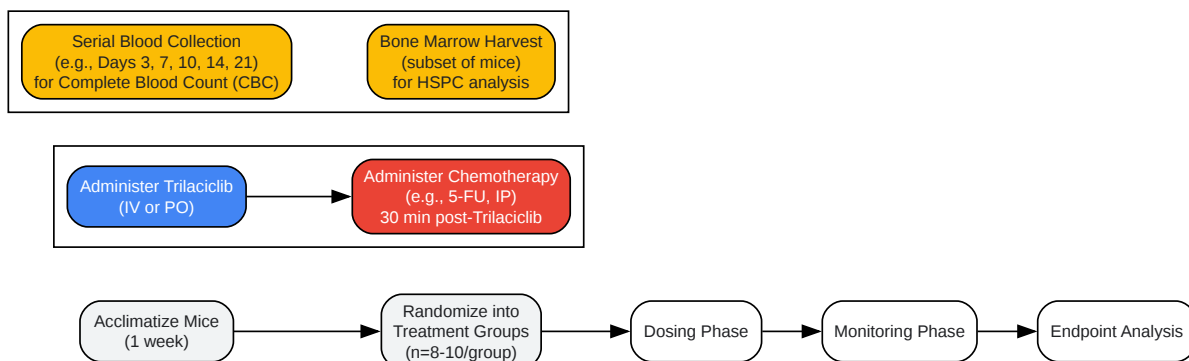 Serial Blood Collection
(e.g., Days 3, 7, 10, 14, 21)
for Complete Blood Count (CBC)
Bone Marrow Harvest
(subset of mice)
for HSPC analysis
Administer Trilaciclib
(IV or PO)
Administer Chemotherapy
(e.g., 5-FU, IP)
30 min post-Trilaciclib
Acclimatize Mice
(1 week)
Randomize into
Treatment Groups
(n=8-10/group)
Dosing Phase
Monitoring Phase
Endpoint Analysis